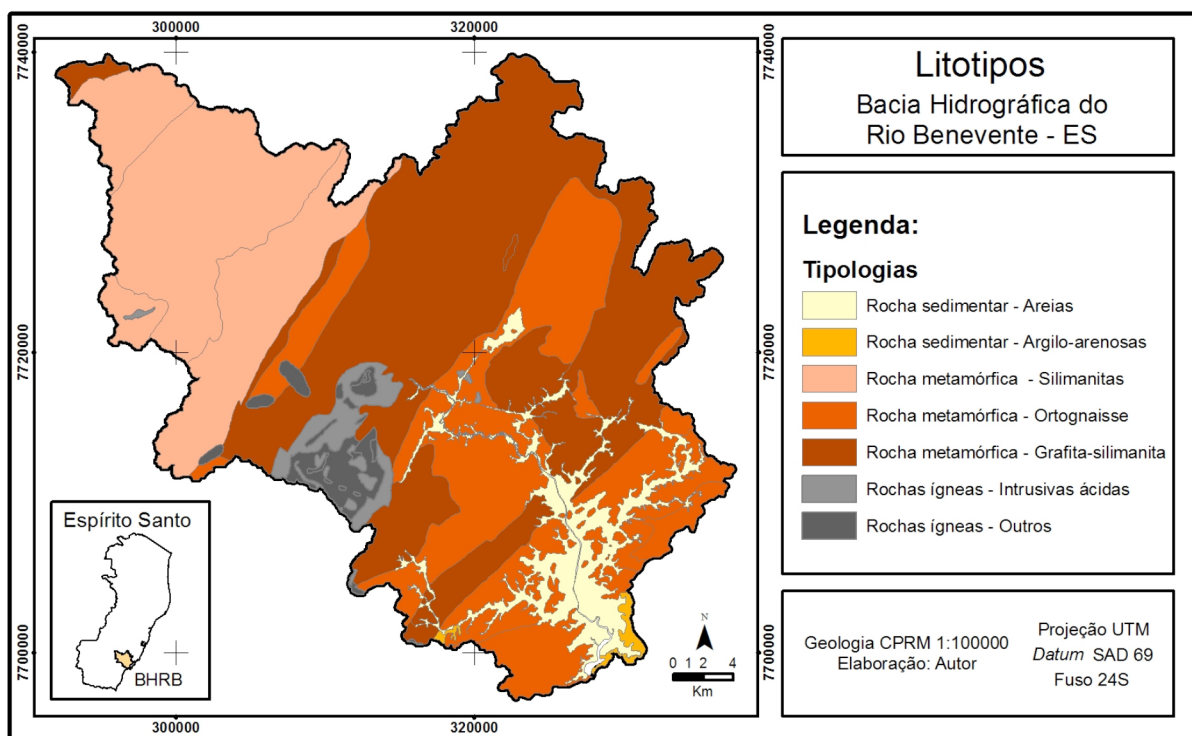 300000
320000
7740000
7740000
7720000
7720000
7700000
7700000
300000
320000
Espírito Santo
BHRB
N
0 1 2 4
Km
Litotipos
Bacia Hidrográfica do
Rio Benevente - ES
Legenda:
Tipologias
Rocha sedimentar - Areias
Rocha sedimentar - Argilo-arenosas
Rocha metamórfica - Silimanitas
Rocha metamórfica - Ortognaisse
Rocha metamórfica - Grafita-silimanita
Rochas ígneas - Intrusivas ácidas
Rochas ígneas - Outros
Geologia CPRM 1:100000
Elaboração: Autor
Projeção UTM
Datum SAD 69
Fuso 24S